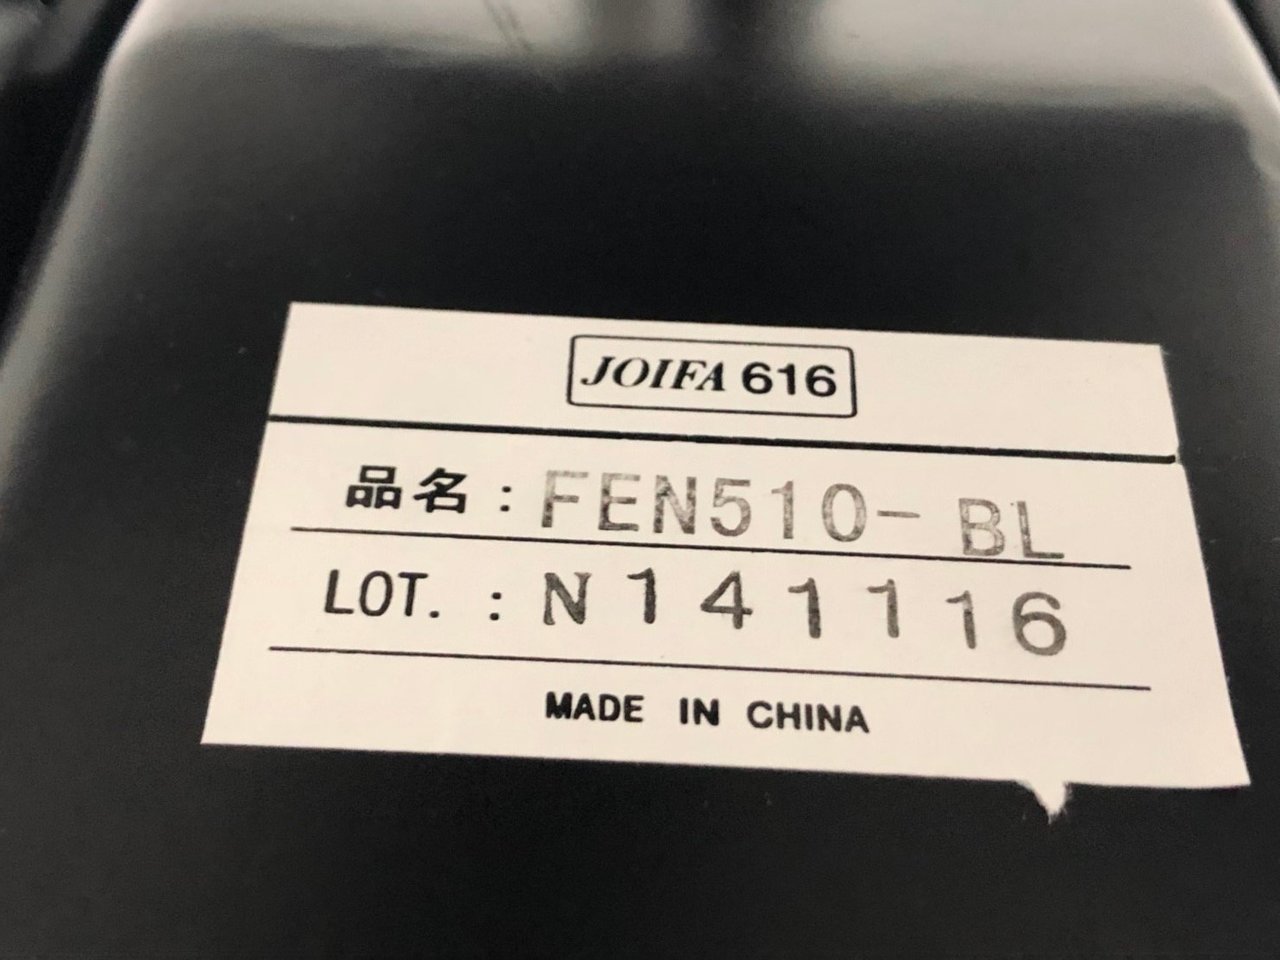 JOIFA 616
品名:FEN510-BL
LOT. : N141116
MADE IN CHINA